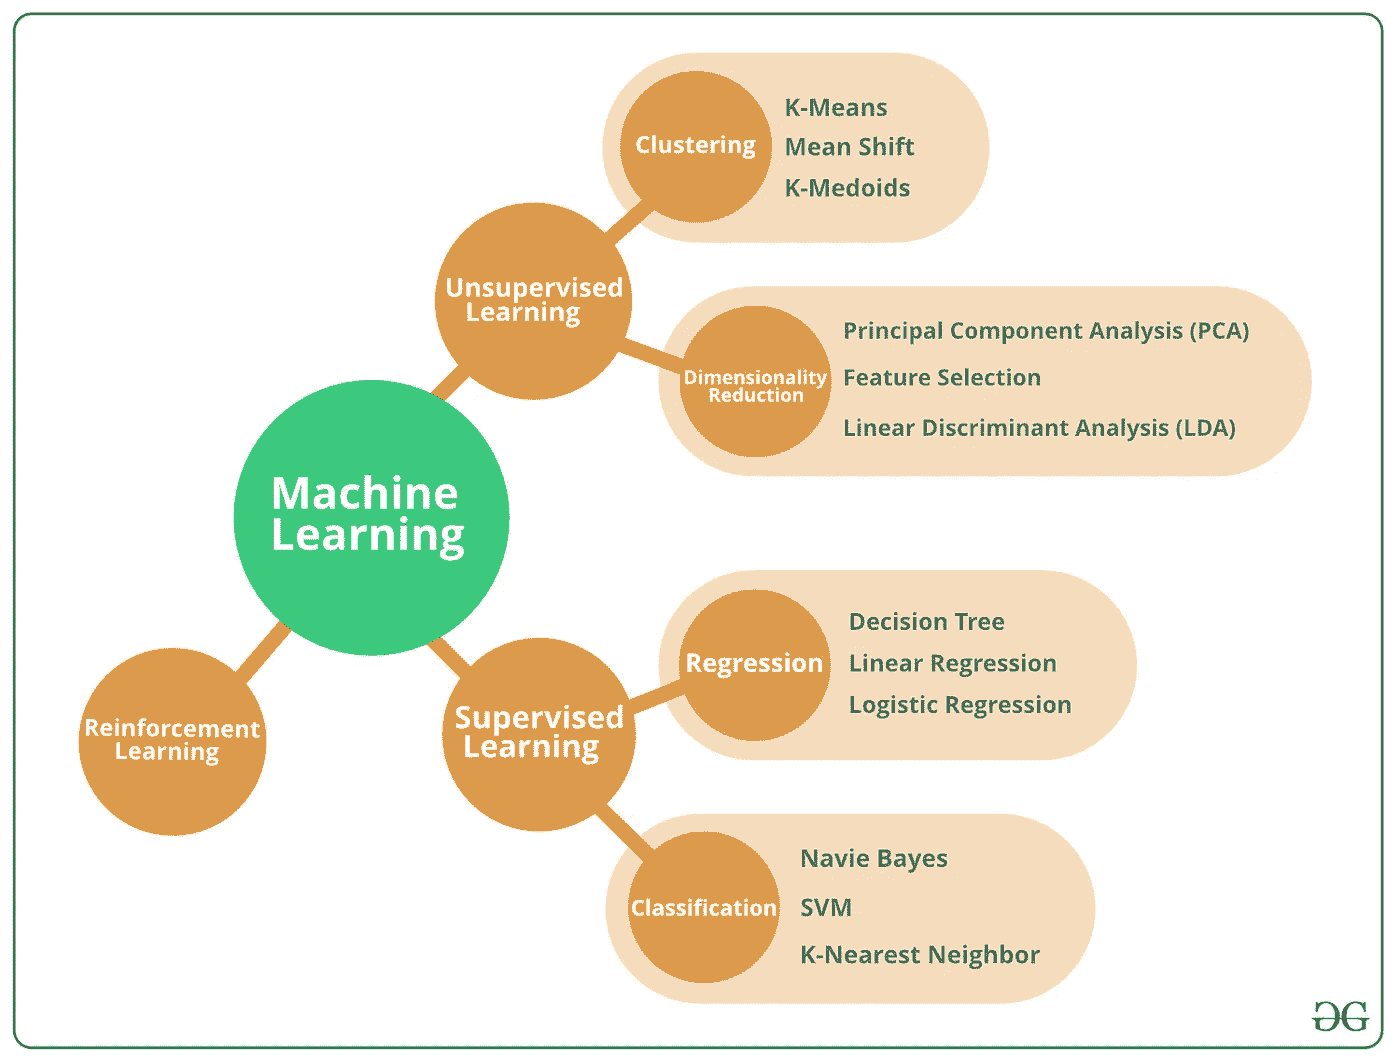 Clustering
K-Means
Mean Shift
K-Medoids
Unsupervised
Learning
Dimensionality
Reduction
Principal Component Analysis (PCA)
Feature Selection
Linear Discriminant Analysis (LDA)
Machine
Learning
Reinforcement
Learning
Supervised
Learning
Regression
Decision Tree
Linear Regression
Logistic Regression
Classification
Navie Bayes
SVM
K-Nearest Neighbor